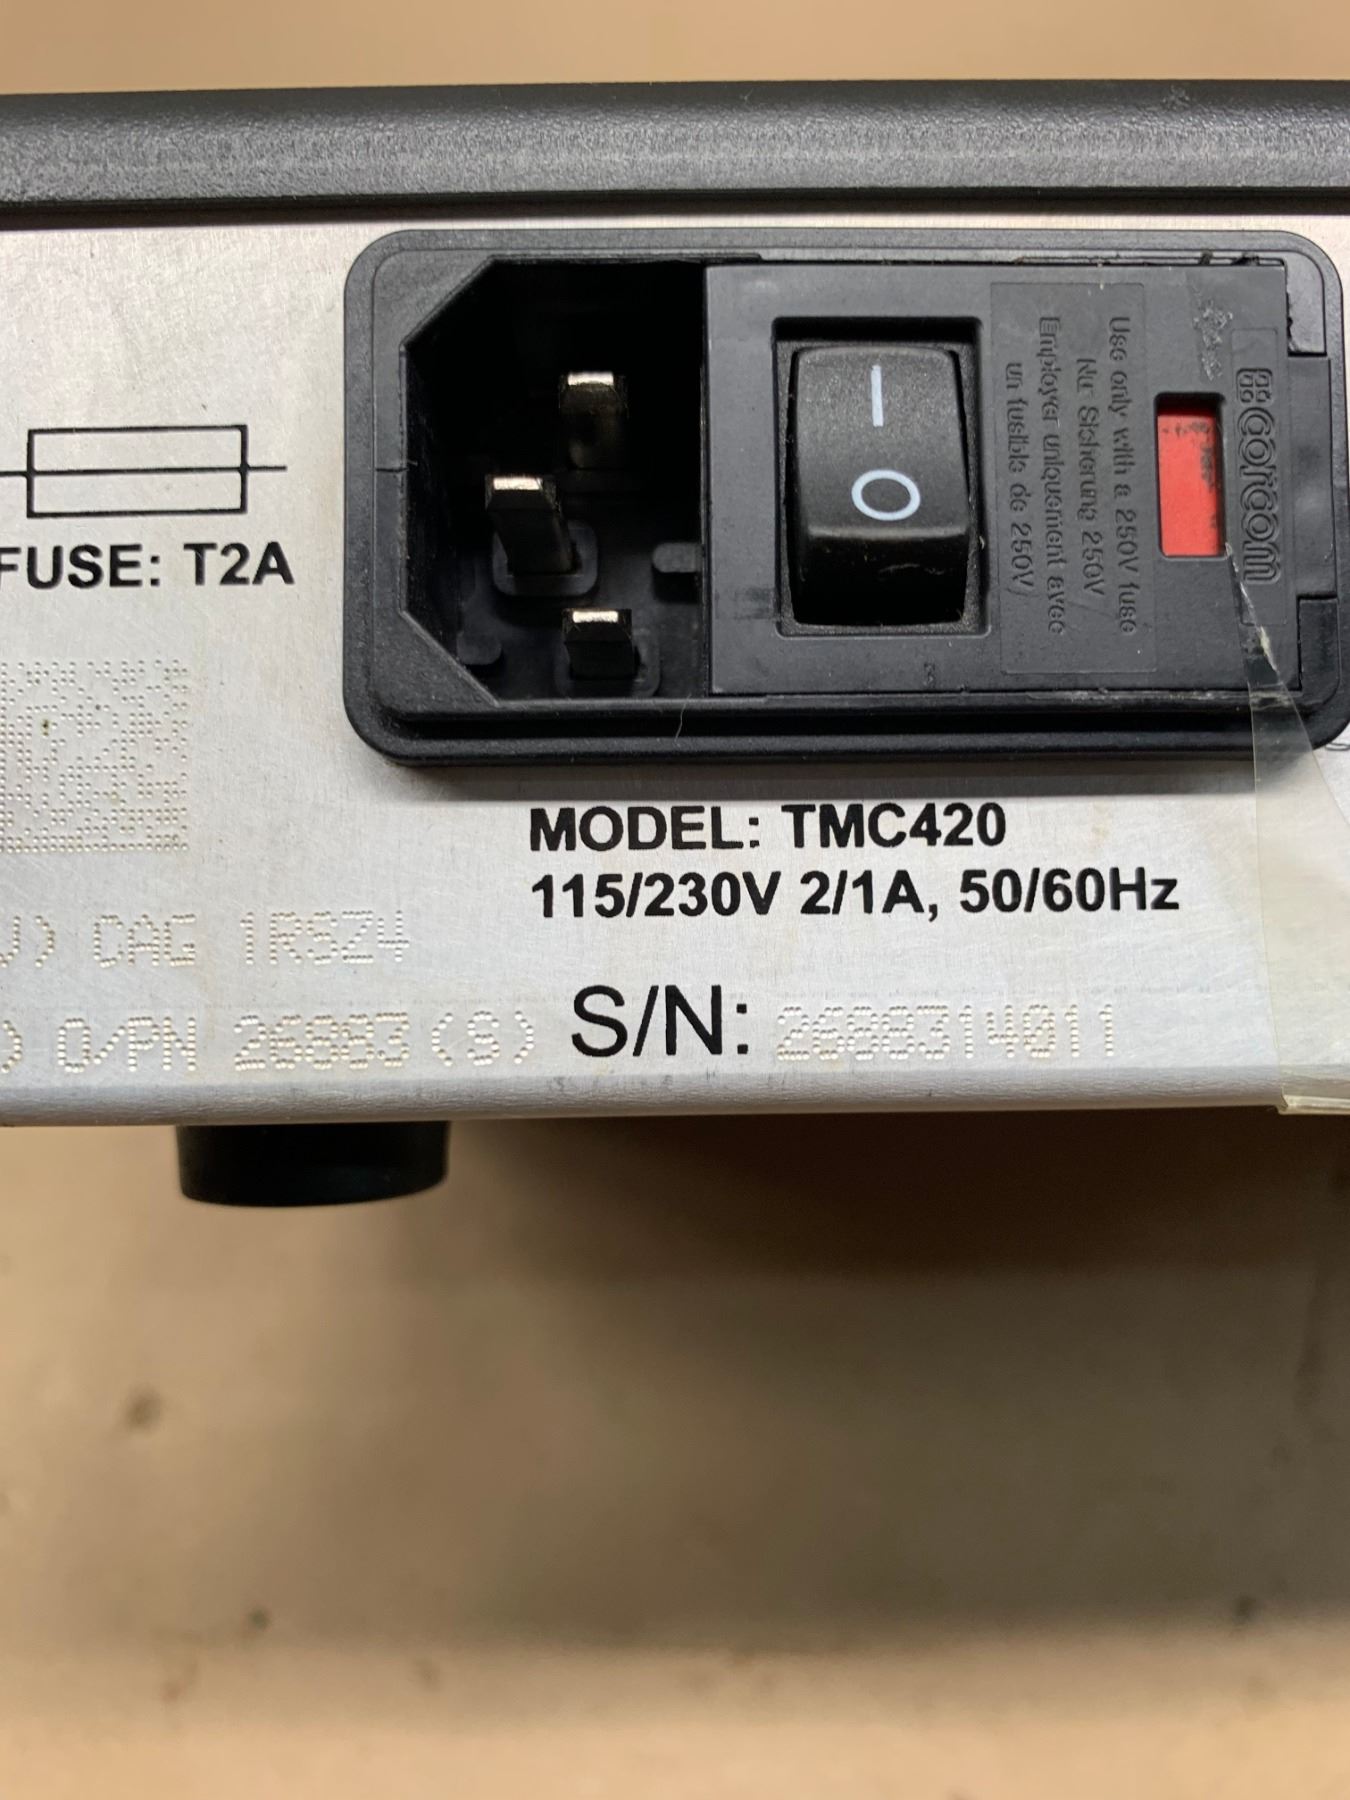 I
O
Use only with a 250V fuse
Nur Sicherung 250V
Employer uniquement avec
un fusible de 250V
corcom
FUSE: T2A
MODEL: TMC420
115/230V 2/1A, 50/60Hz
) CAG 1RSZ4
) O/PN 26883 (S) S/N: 2688314011